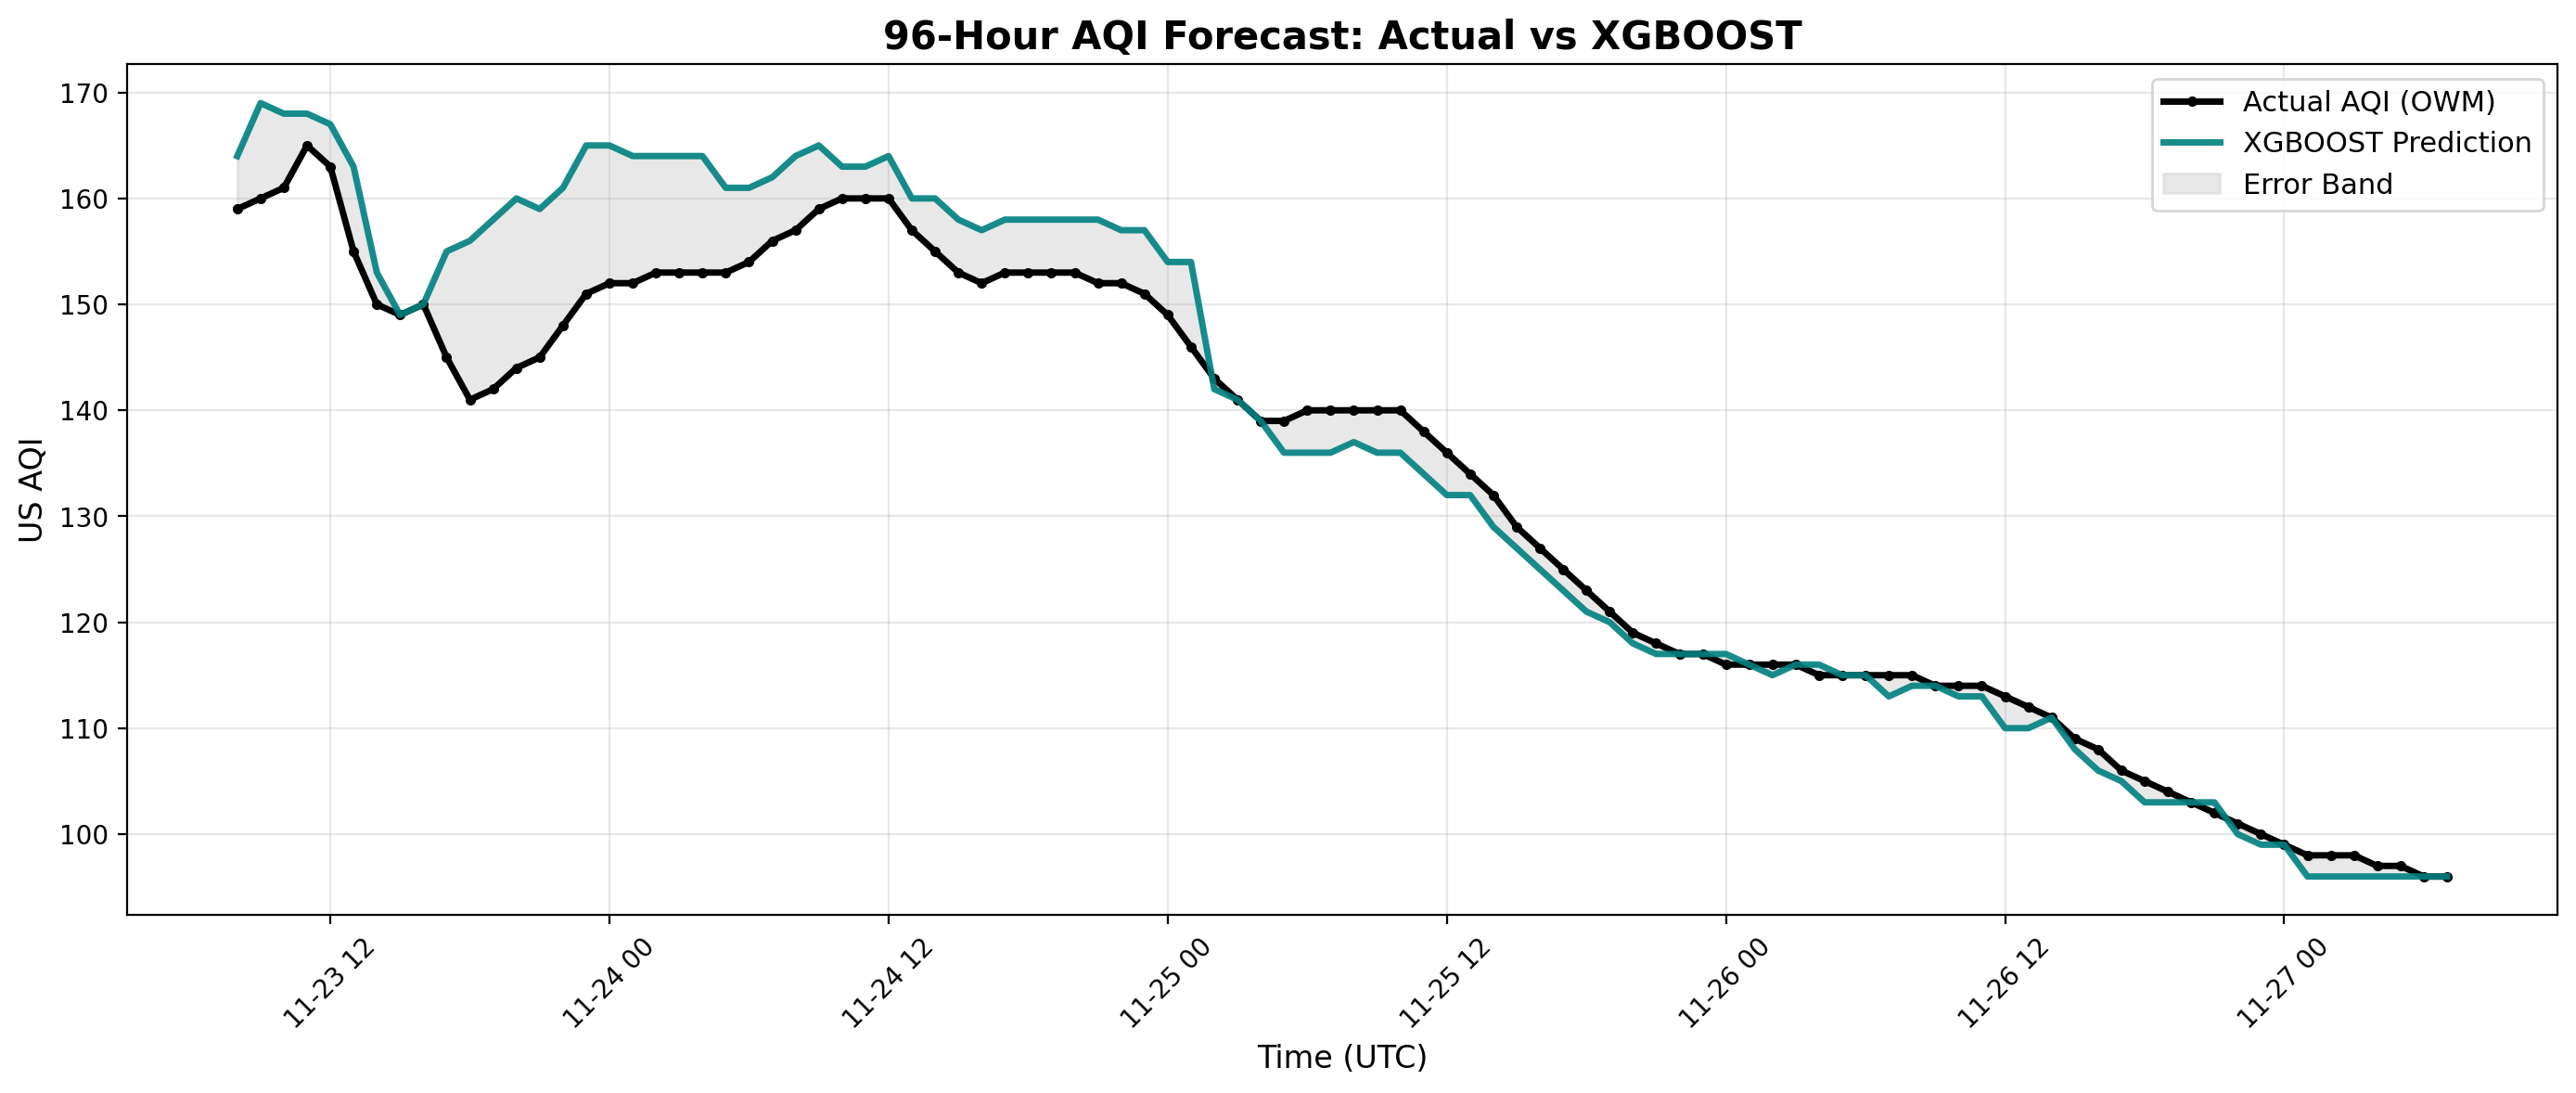 96-Hour AQI Forecast: Actual vs XGBOOST
Actual AQI (OWM)
XGBOOST Prediction
Error Band
US AQI
170
160
150
140
130
120
110
100
11-23 12
11-24 00
11-24 12
11-25 00
11-25 12
11-26 00
11-26 12
11-27 00
Time (UTC)